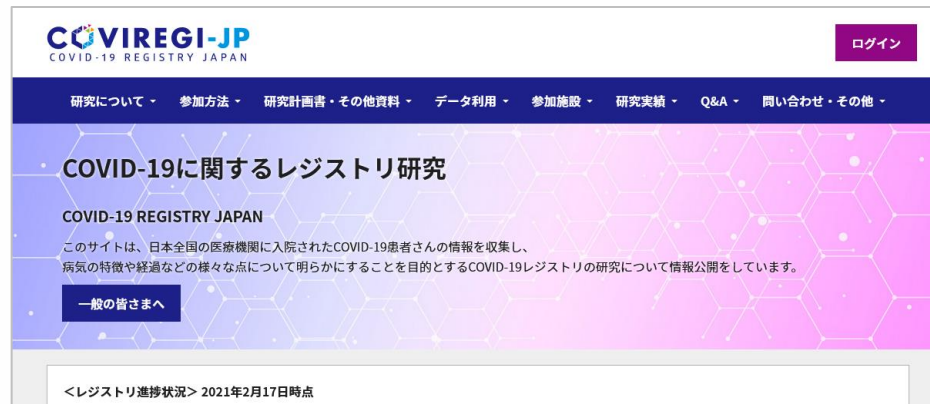 COVIREGI-JP
COVID-19 REGISTRY JAPAN
ログイン
研究について 参加方法 研究計画書・その他資料 データ利用 参加施設 研究実績 Q&A 問い合わせ・その他
COVID-19に関するレジストリ研究
COVID-19 REGISTRY JAPAN
このサイトは、日本全国の医療機関に入院されたCOVID-19患者さんの情報を収集し、
病気の特徴や経過などの様々な点について明らかにすることを目的とするCOVID-19レジストリの研究について情報公開をしています。
一般の皆さまへ
＜レジストリ進捗状況＞ 2021年2月17日時点